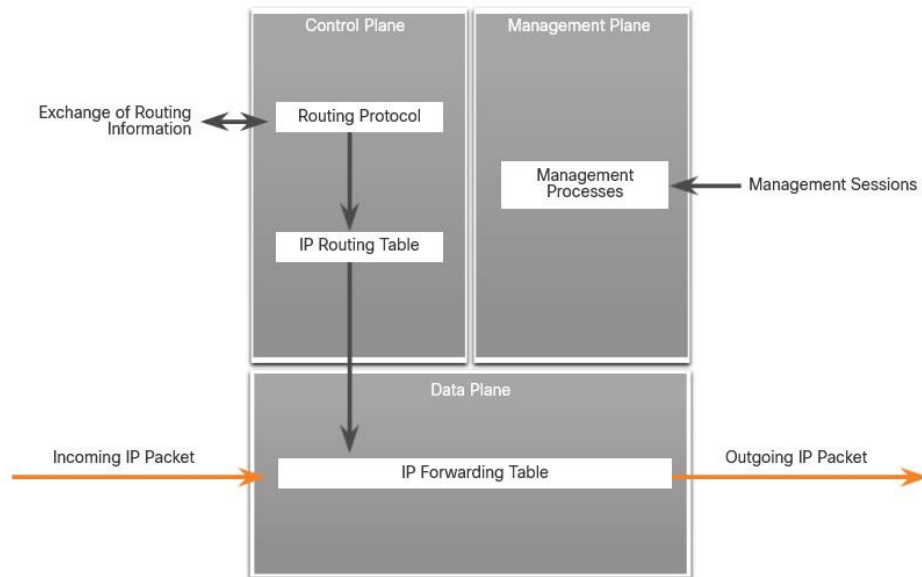 Control Plane
Management Plane
Exchange of Routing
Information
Routing Protocol
Management
Processes
Management Sessions
IP Routing Table
Data Plane
Incoming IP Packet
IP Forwarding Table
Outgoing IP Packet